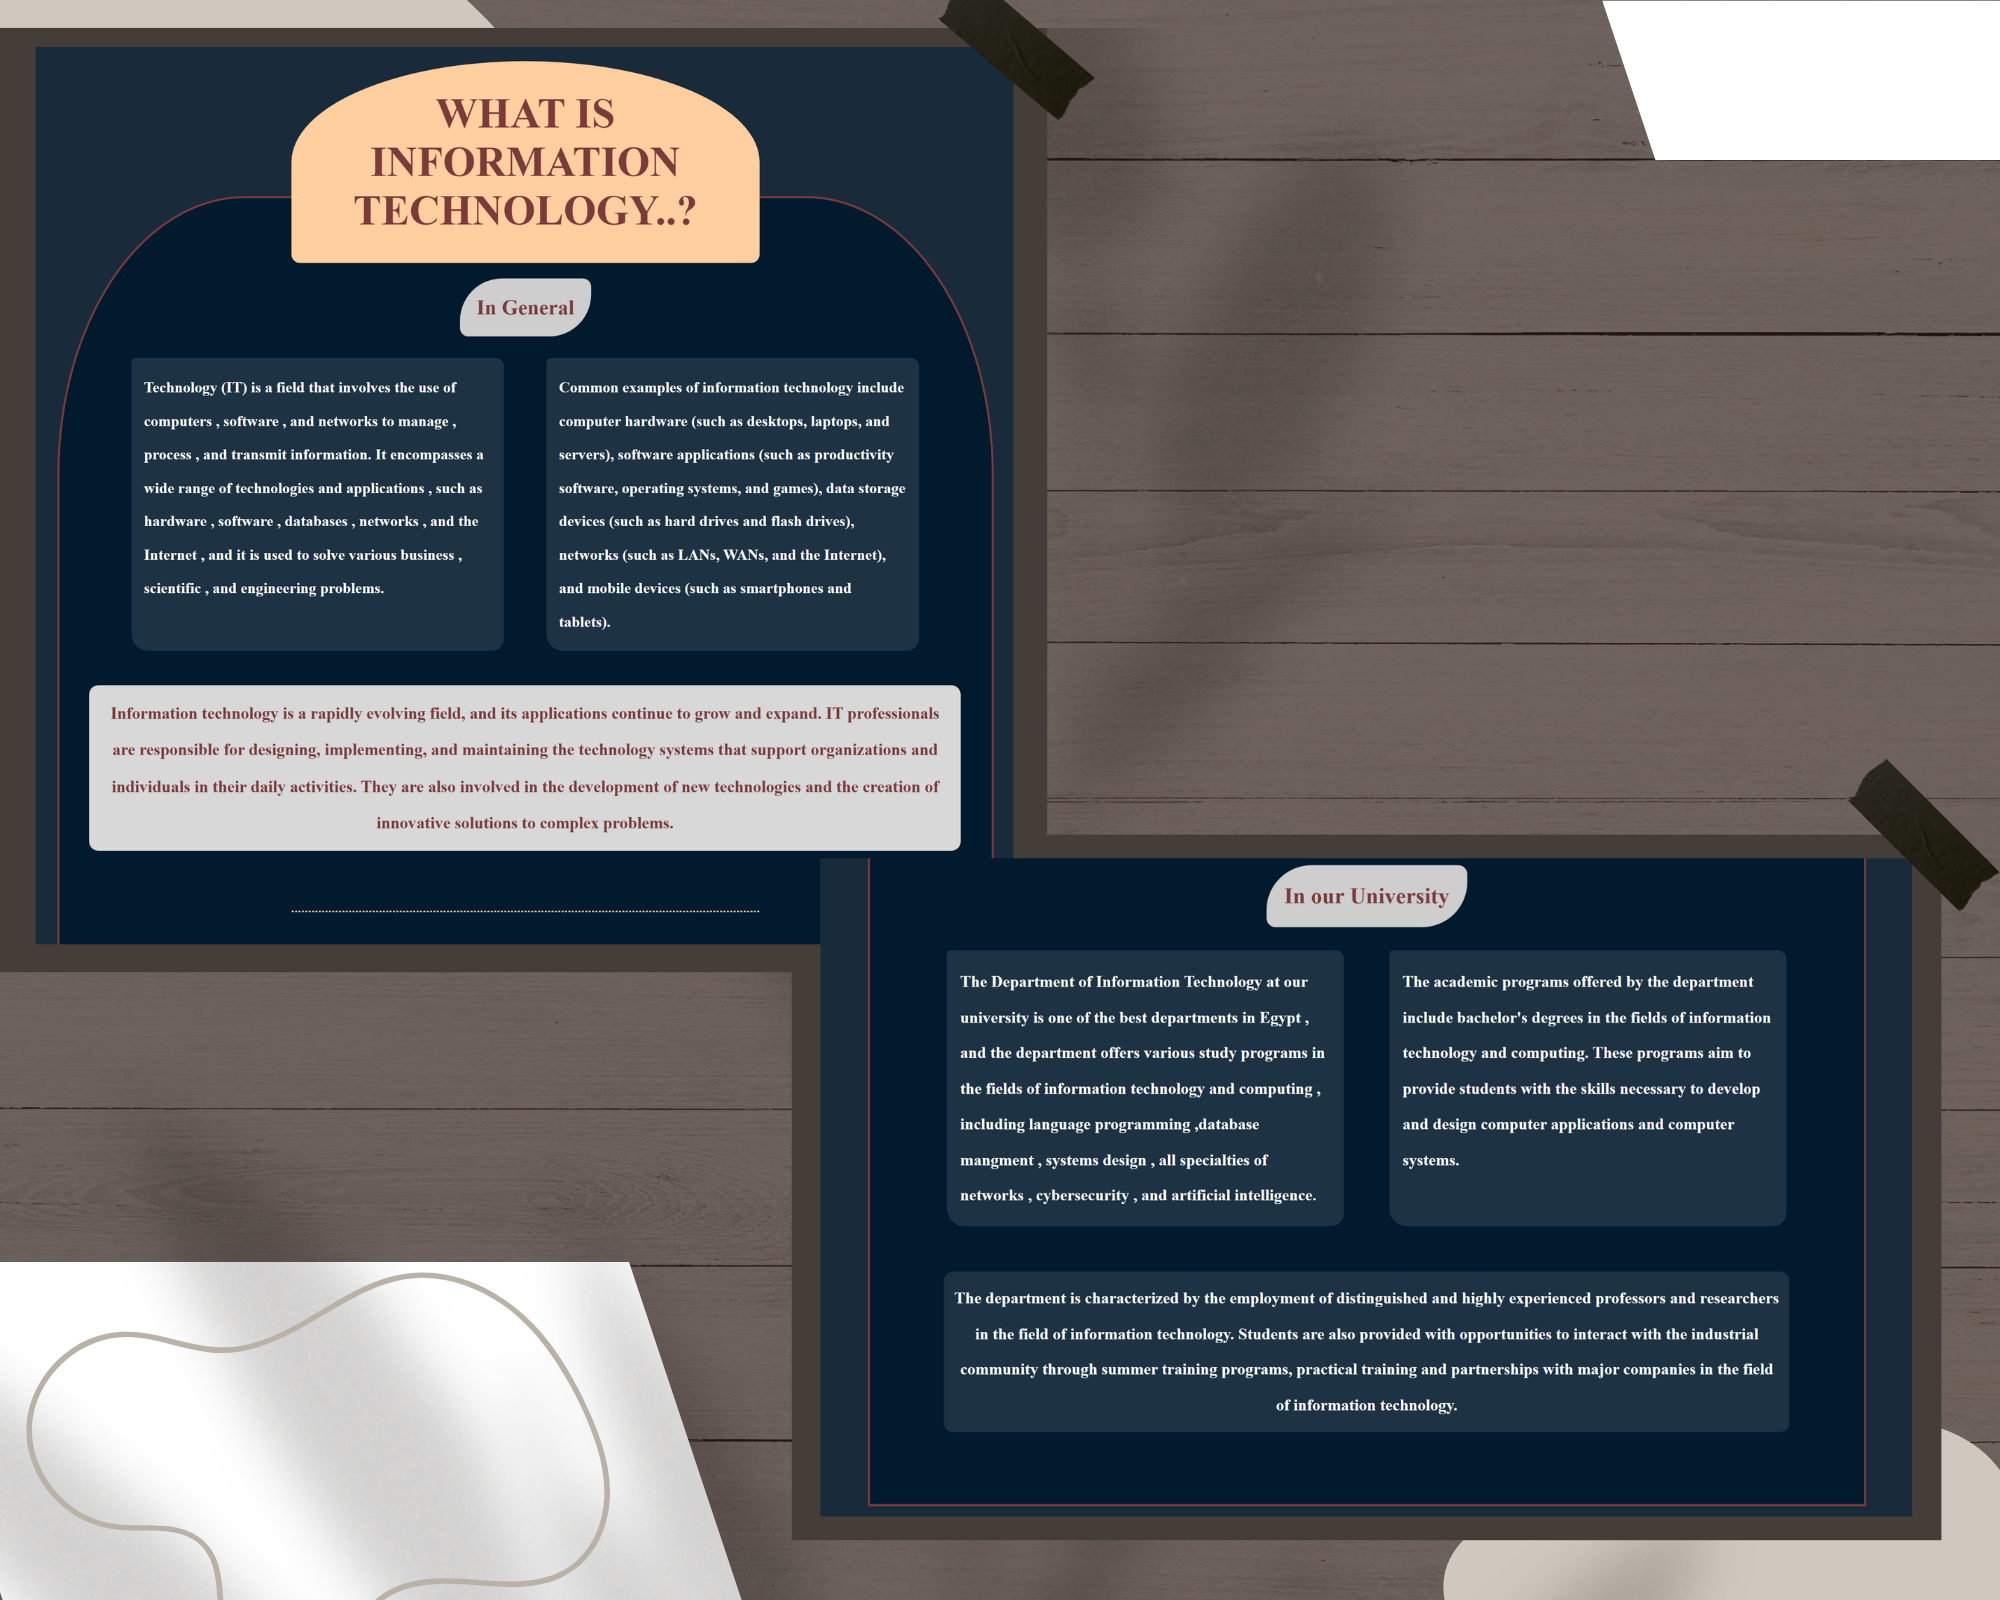 WHAT IS
INFORMATION
TECHNOLOGY..?
In General
Technology (IT) is a field that involves the use of
computers , software , and networks to manage ,
process , and transmit information. It encompasses a
wide range of technologies and applications , such as
hardware , software , databases , networks , and the
Internet , and it is used to solve various business ,
scientific , and engineering problems.
Common examples of information technology include
computer hardware (such as desktops, laptops, and
servers), software applications (such as productivity
software, operating systems, and games), data storage
devices (such as hard drives and flash drives),
networks (such as LANs, WANs, and the Internet),
and mobile devices (such as smartphones and
tablets).
Information technology is a rapidly evolving field, and its applications continue to grow and expand. IT professionals
are responsible for designing, implementing, and maintaining the technology systems that support organizations and
individuals in their daily activities. They are also involved in the development of new technologies and the creation of
innovative solutions to complex problems.
In our University
The Department of Information Technology at our
university is one of the best departments in Egypt ,
and the department offers various study programs in
the fields of information technology and computing ,
including language programming ,database
mangment , systems design , all specialties of
networks , cybersecurity , and artificial intelligence.
The academic programs offered by the department
include bachelor's degrees in the fields of information
technology and computing. These programs aim to
provide students with the skills necessary to develop
and design computer applications and computer
systems.
The department is characterized by the employment of distinguished and highly experienced professors and researchers
in the field of information technology. Students are also provided with opportunities to interact with the industrial
community through summer training programs, practical training and partnerships with major companies in the field
of information technology.